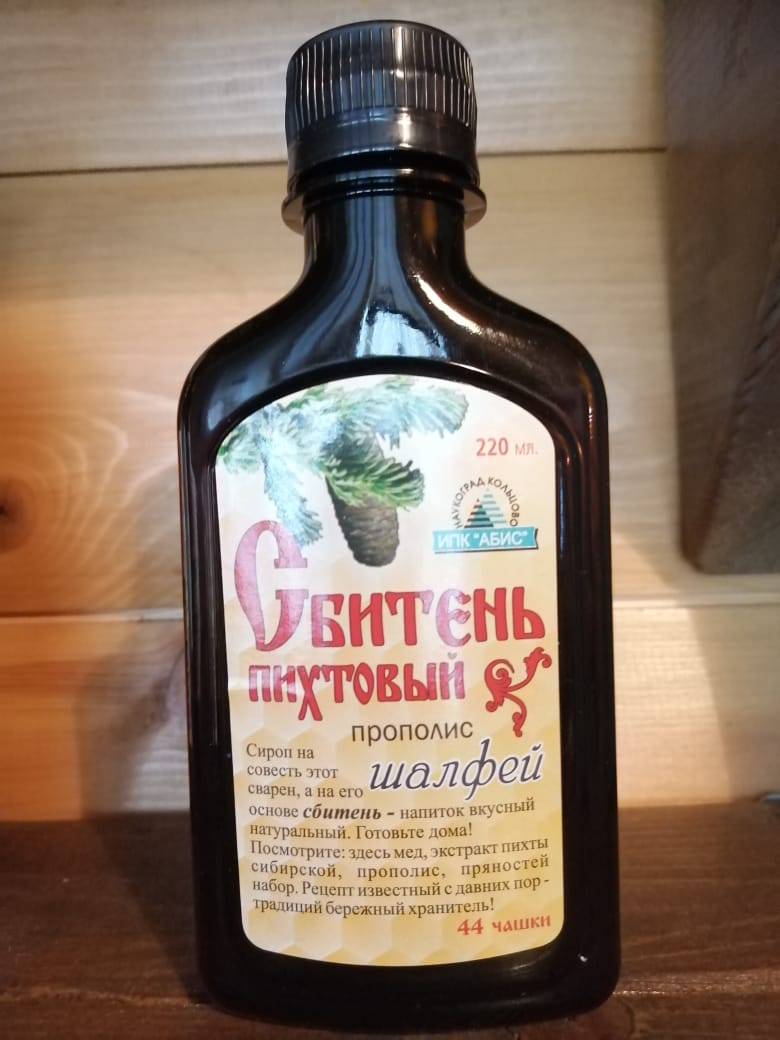 220 мл.
НАУКОГРАД КОЛЬЦОВО
ИПК "АБИС"
Сбитень
пихтовый
прополис
шалфей
Сироп на
совесть этот
сварен, а на его
основе сбитень - напиток вкусный
натуральный. Готовьте дома!
Посмотрите: здесь мед, экстракт пихты
сибирской, прополис, пряностей
набор. Рецепт известный с давних пор -
традиций бережный хранитель!
44 чашки